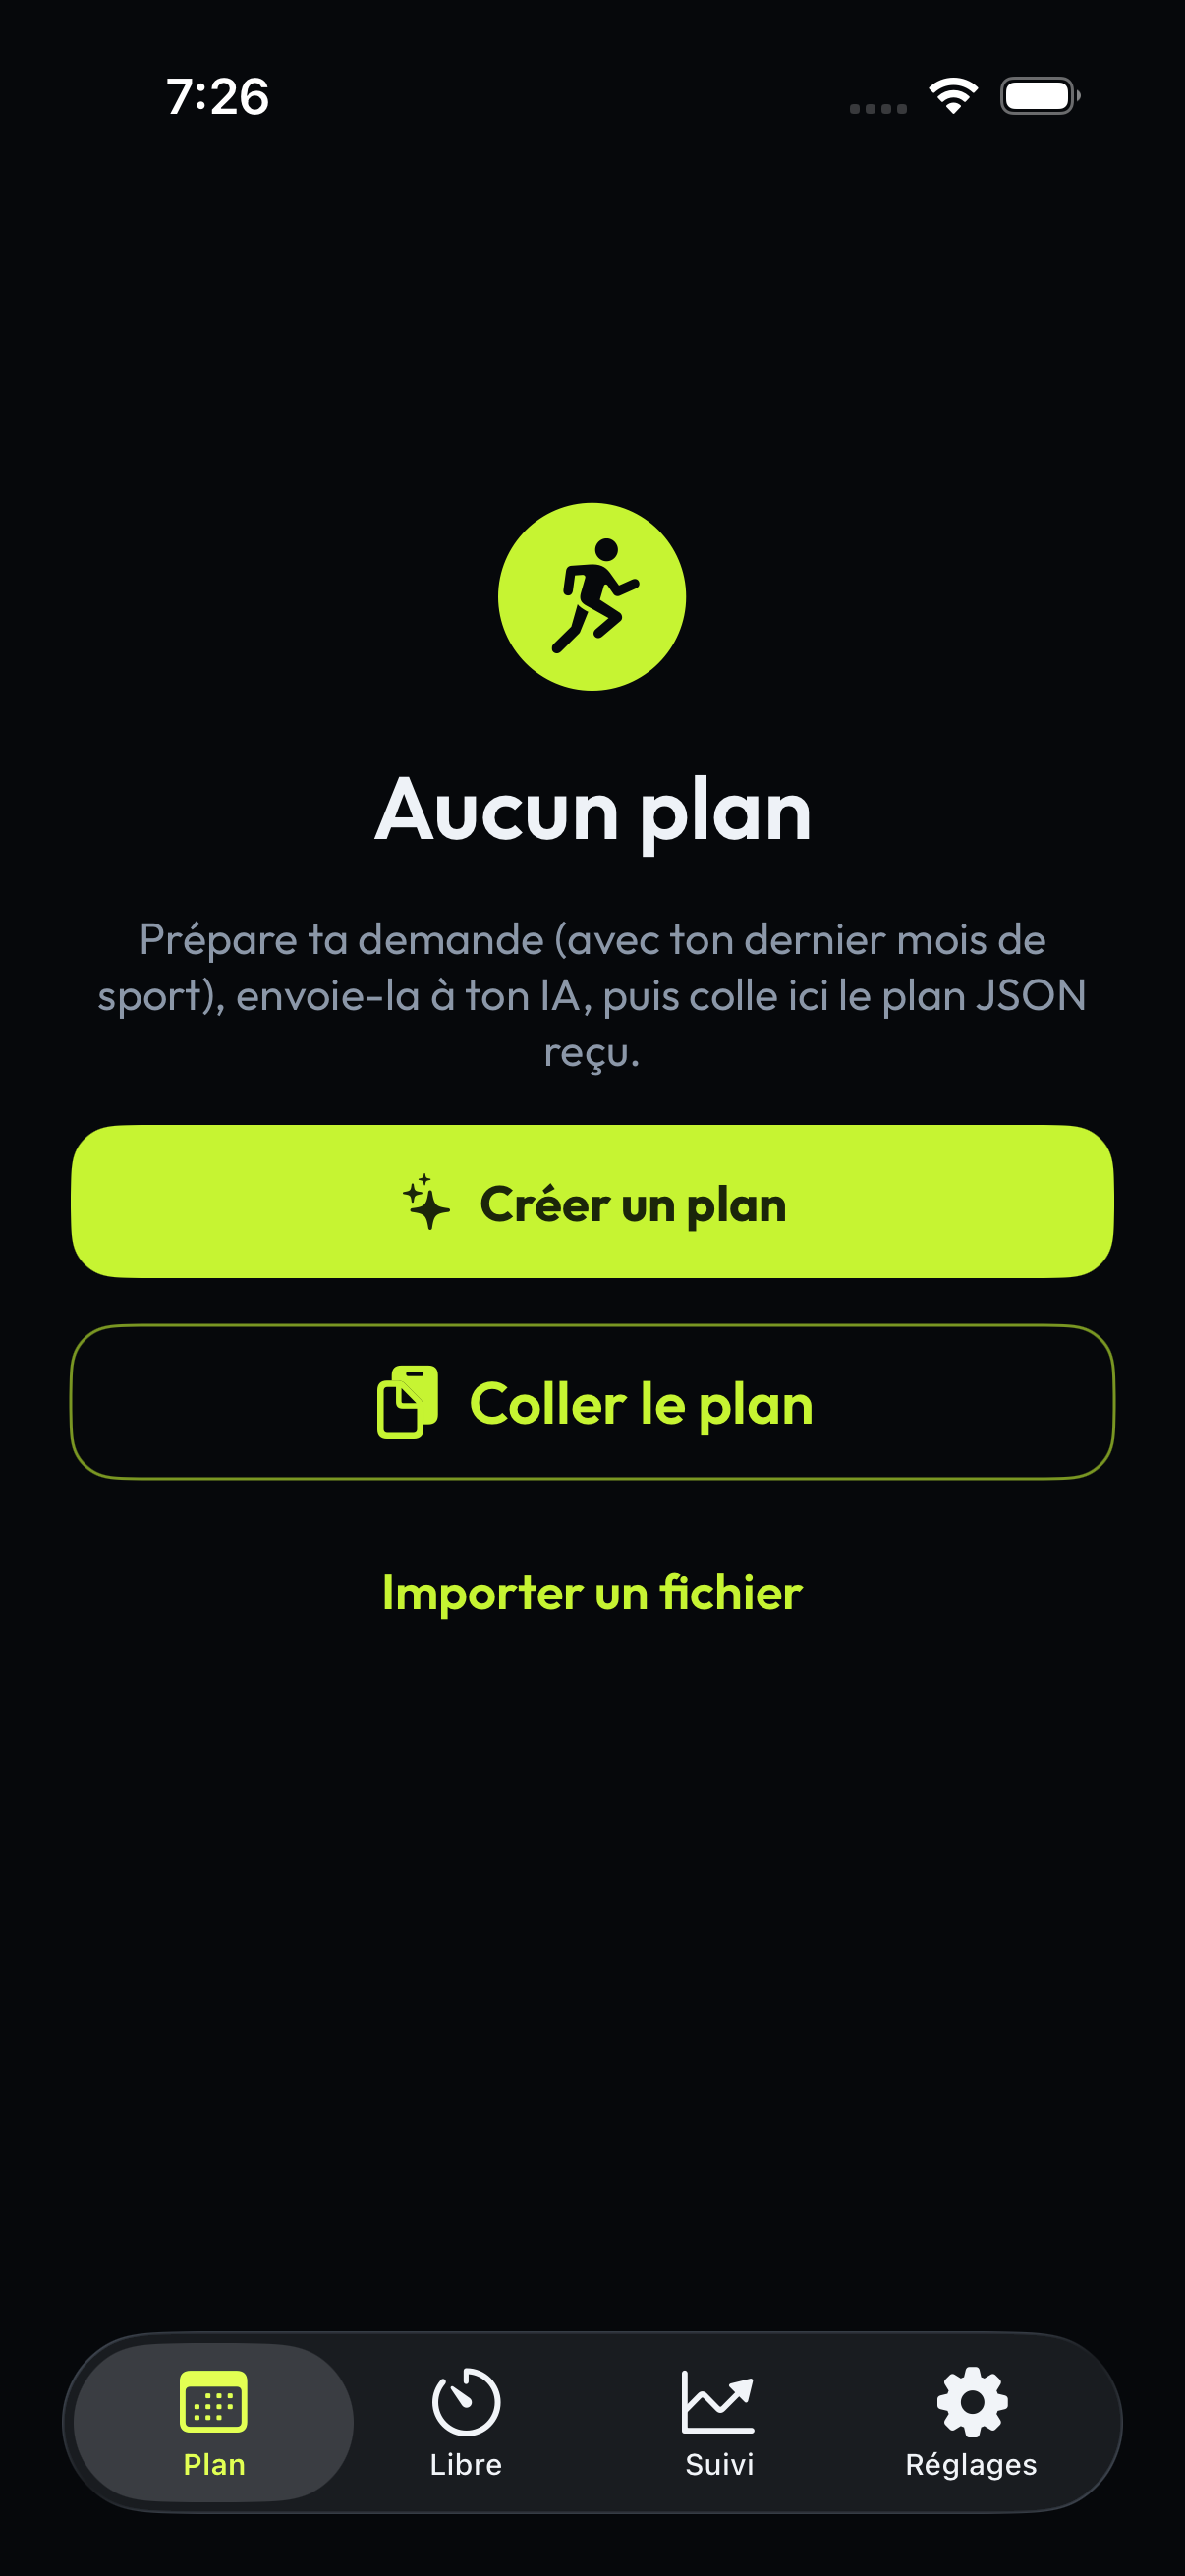 7:26
Aucun plan
Prépare ta demande (avec ton dernier mois de
sport), envoie-la à ton IA, puis colle ici le plan JSON
reçu.
Créer un plan
Coller le plan
Importer un fichier
Plan
Libre
Suivi
Réglages